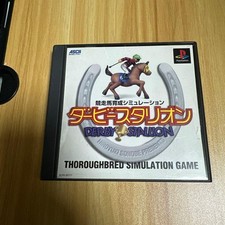 ASCII
PlayStation
競走馬育成シミュレーション
ダービースタリオン
DERBY STALLION
THOROUGHBRED SIMULATION GAME